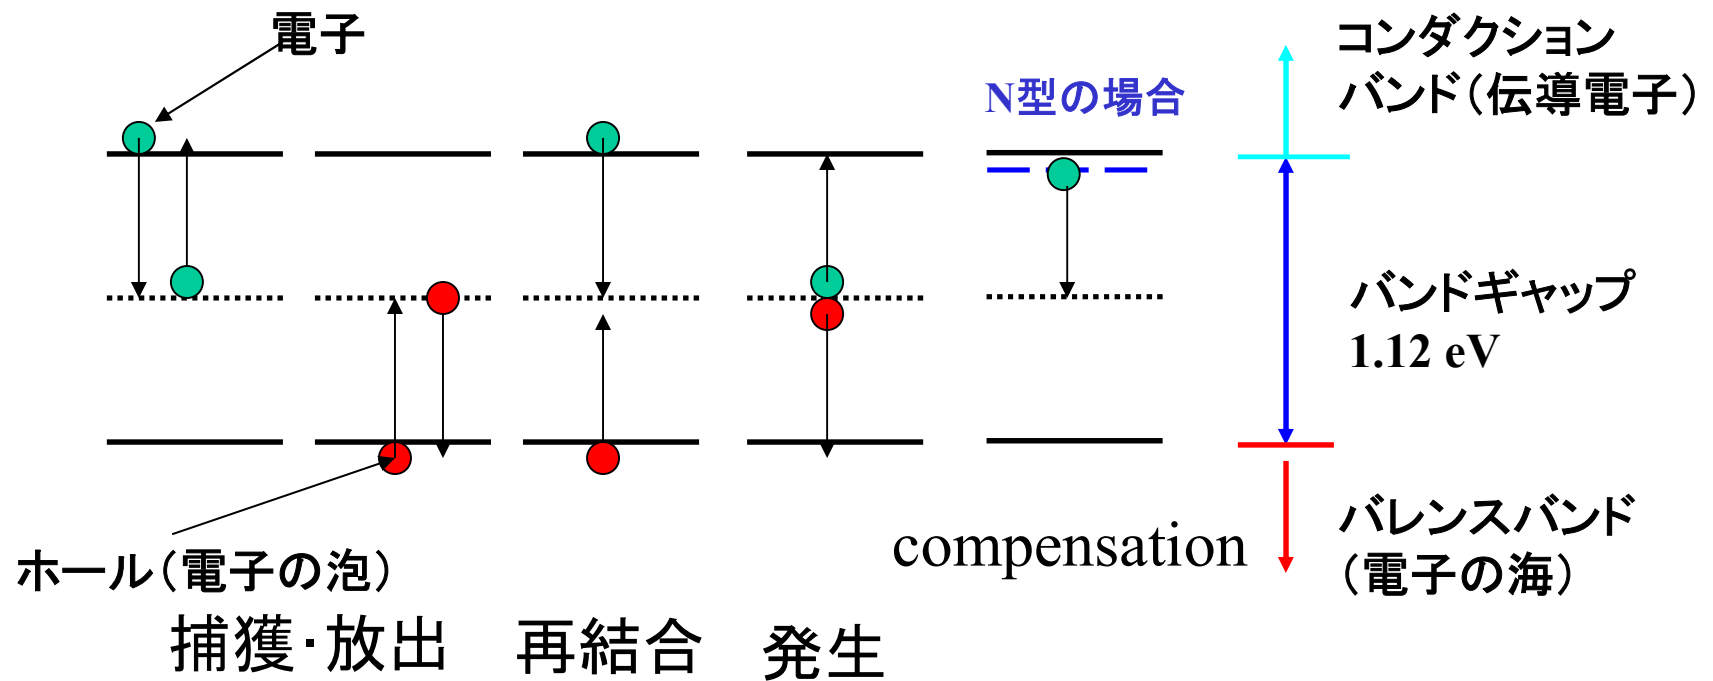 電子
コンダクション
バンド(伝導電子)
N型の場合
バンドギャップ
1.12 eV
バレンスバンド
(電子の海)
compensation
ホール(電子の泡)
捕獲・放出
再結合
発生